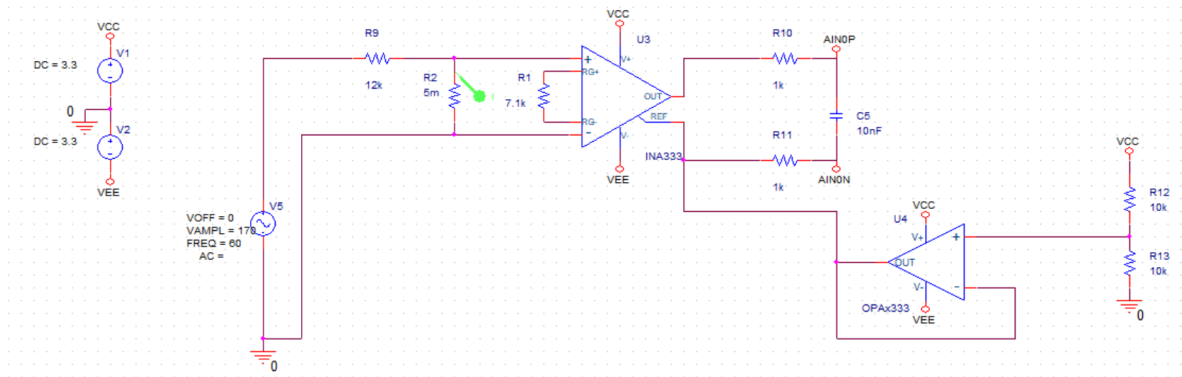 VCC
V1
DC = 3.3
0
V2
DC = 3.3
VEE
R9
12k
R2
5m
R1
7.1k
VCC
U3
V+
+
RG+
OUT
REF
RG-
-
V-
INA333
VEE
R10
1k
AIN0P
C5
10nF
R11
1k
AIN0N
V5
VOFF = 0
VAMPL = 170
FREQ = 60
AC =
0
VCC
U4
V+
+
OUT
V-
-
OPAx333
VEE
VCC
R12
10k
R13
10k
0